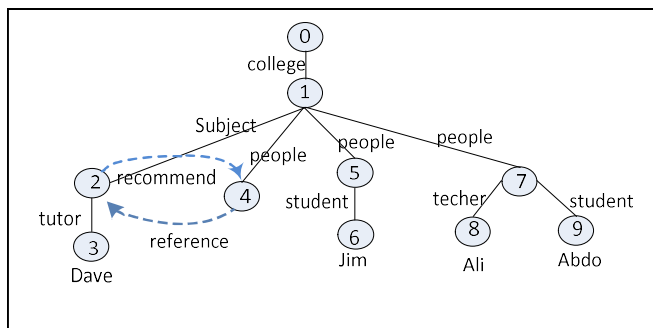 0
college
1
Subject
people
people
people
2
recommend
4
5
7
tutor
student
techer
student
3
reference
6
8
9
Dave
Jim
Ali
Abdo